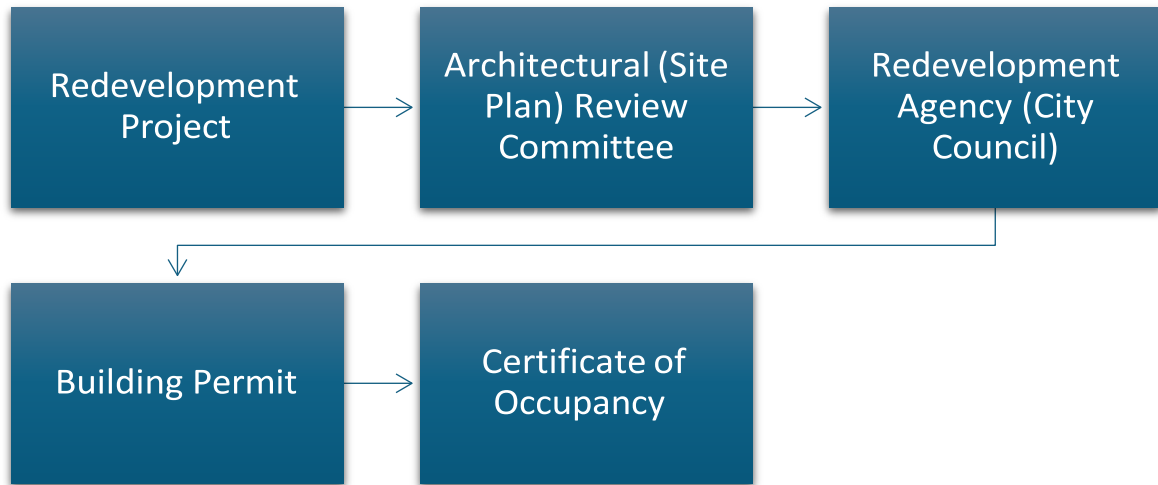 Redevelopment
Project
Architectural (Site
Plan) Review
Committee
Redevelopment
Agency (City
Council)
Building Permit
Certificate of
Occupancy